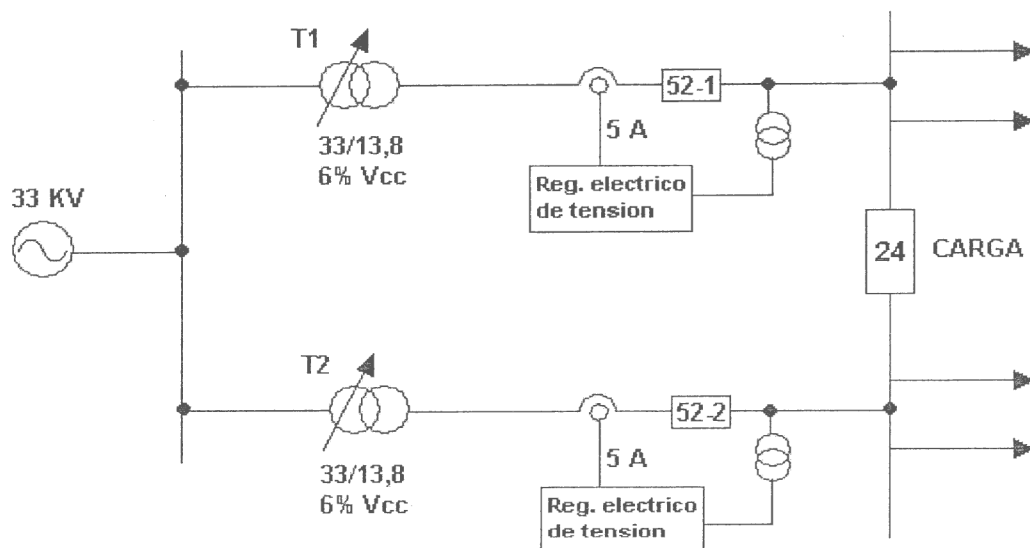 T1
33/13,8
6% Vcc
5 A
52-1
Reg. electrico
de tension
33 KV
24
CARGA
T2
33/13,8
6% Vcc
5 A
52-2
Reg. electrico
de tension